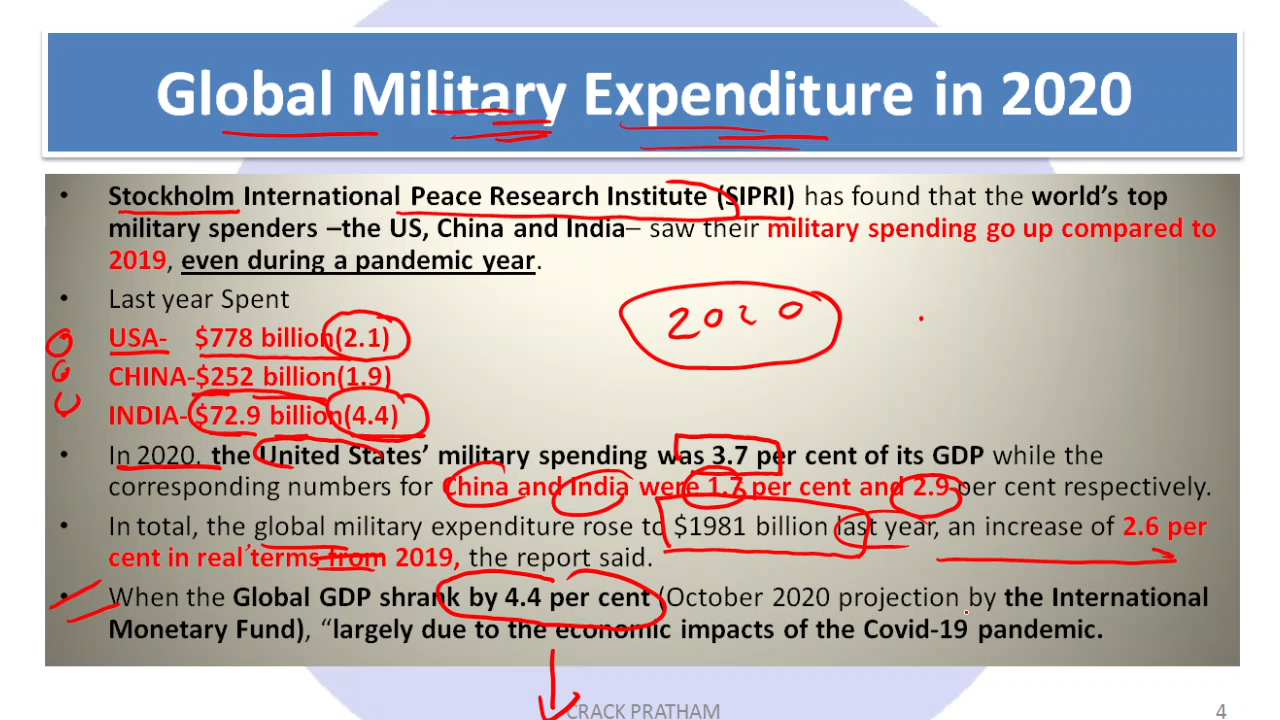 Global Military Expenditure in 2020
• Stockholm International Peace Research Institute (SIPRI) has found that the world's top
military spenders –the US, China and India– saw their military spending go up compared to
2019, even during a pandemic year.
• Last year Spent
USA- $778 billion(2.1)
CHINA-$252 billion(1.9)
INDIA-$72.9 billion(4.4)
2020
• In 2020, the United States' military spending was 3.7 per cent of its GDP while the
corresponding numbers for China and India were 1.7 per cent and 2.9 per cent respectively.
• In total, the global military expenditure rose to $1981 billion last year, an increase of 2.6 per
cent in real terms from 2019, the report said.
• When the Global GDP shrank by 4.4 per cent (October 2020 projection by the International
Monetary Fund), “largely due to the economic impacts of the Covid-19 pandemic.
CRACK PRATHAM
4